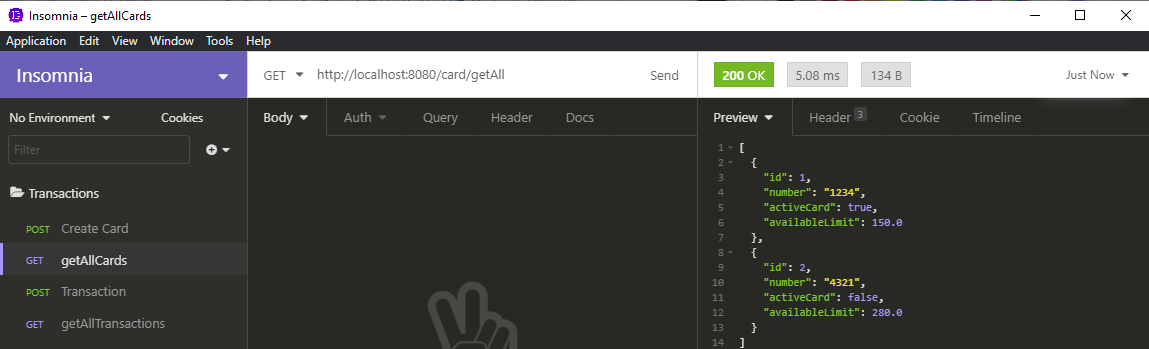 Insomnia – getAllCards
Application Edit View Window Tools Help
Insomnia
GET http://localhost:8080/card/getAll Send
200 OK 5.08 ms 134 B Just Now
No Environment Cookies
Body Auth Query Header Docs
Preview Header 3 Cookie Timeline
Filter
Transactions
POST Create Card
GET getAllCards
POST Transaction
GET getAllTransactions
1 [
2 {
3 "id": 1,
4 "number": "1234",
5 "activeCard": true,
6 "availableLimit": 150.0
7 },
8 {
9 "id": 2,
10 "number": "4321",
11 "activeCard": false,
12 "availableLimit": 280.0
13 }
14 ]